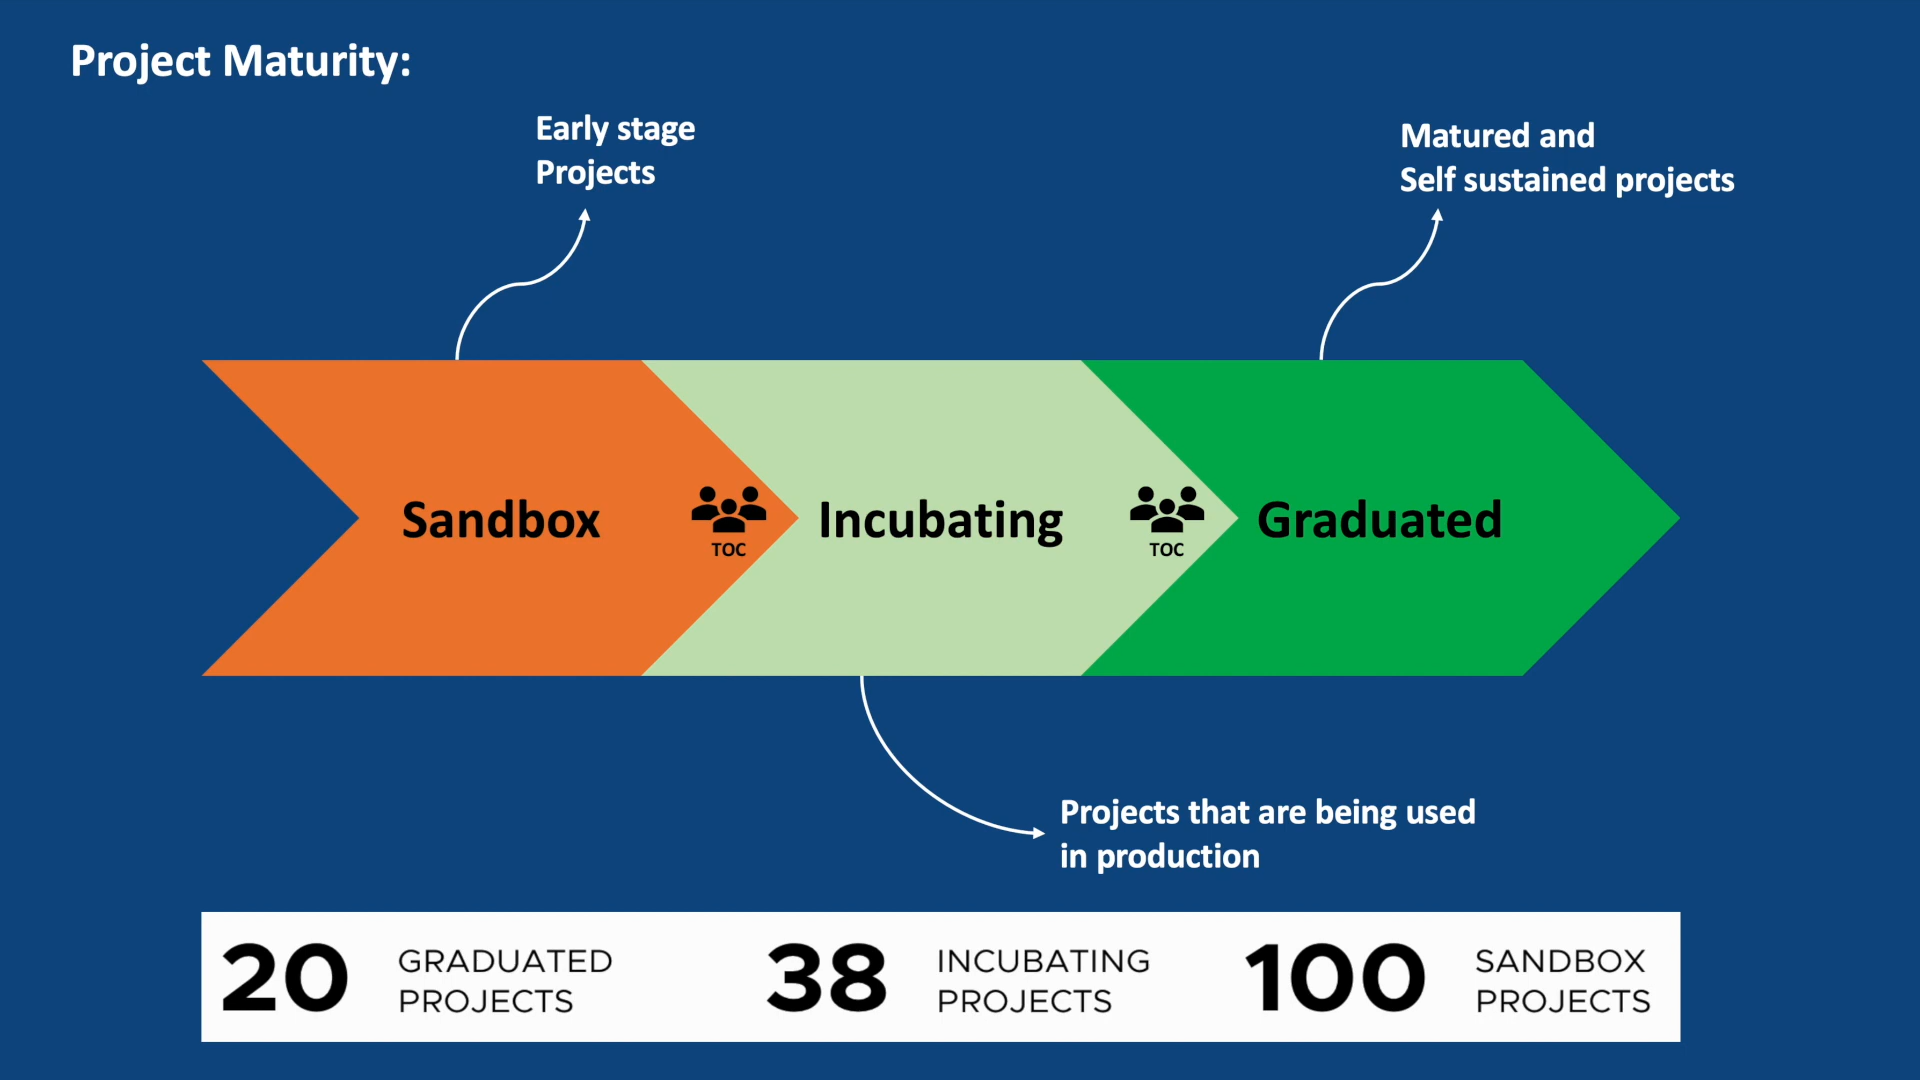 Project Maturity:
Early stage
Projects
Matured and
Self sustained projects
Sandbox
TOC
Incubating
TOC
Graduated
Projects that are being used
in production
20
GRADUATED
PROJECTS
38
INCUBATING
PROJECTS
100
SANDBOX
PROJECTS